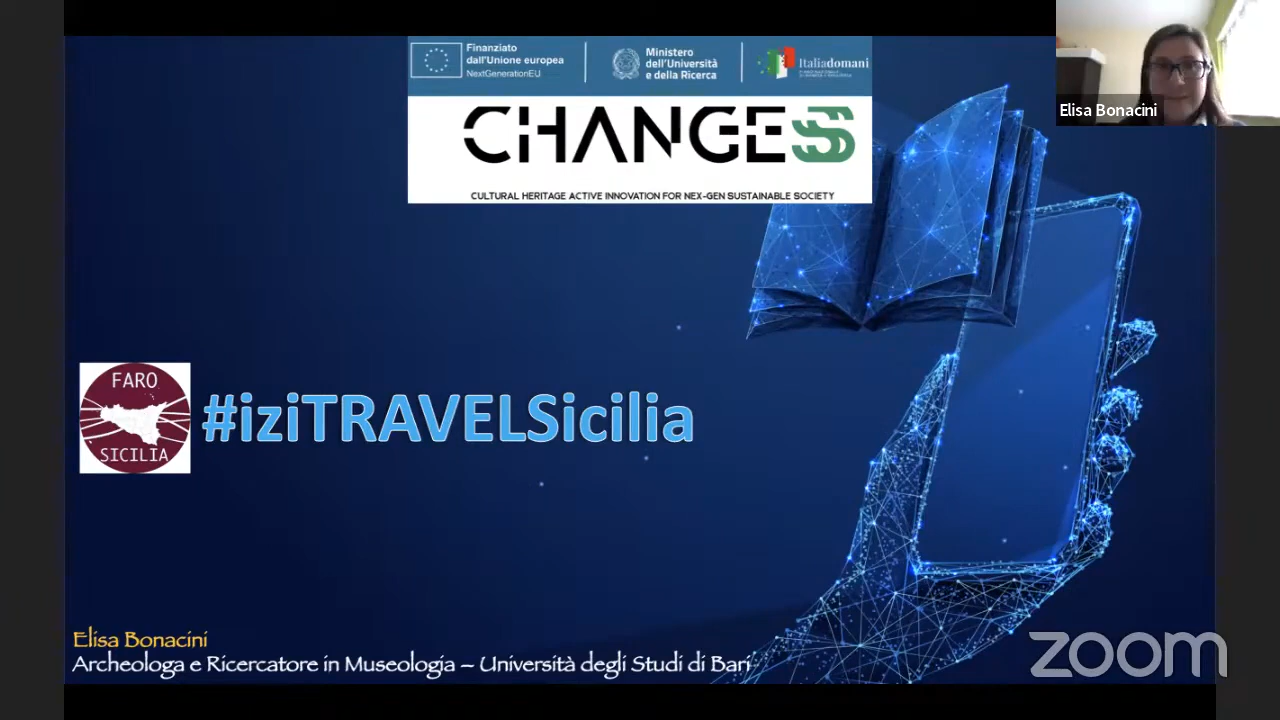 Finanziato
dall'Unione europea
NextGenerationEU
Ministero
dell'Università
e della Ricerca
Italiadomani
CHANGES
CULTURAL HERITAGE ACTIVE INNOVATION FOR NEX-GEN SUSTAINABLE SOCIETY
Elisa Bonacini
FARO
SICILIA
#iziTRAVELSicilia
Elisa Bonacini
Archeologa e Ricercatore in Museologia – Università degli Studi di Bari
zoom